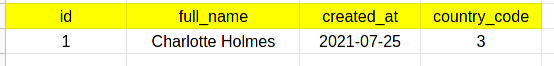 id full_name created_at country_code
1 Charlotte Holmes 2021-07-25 3